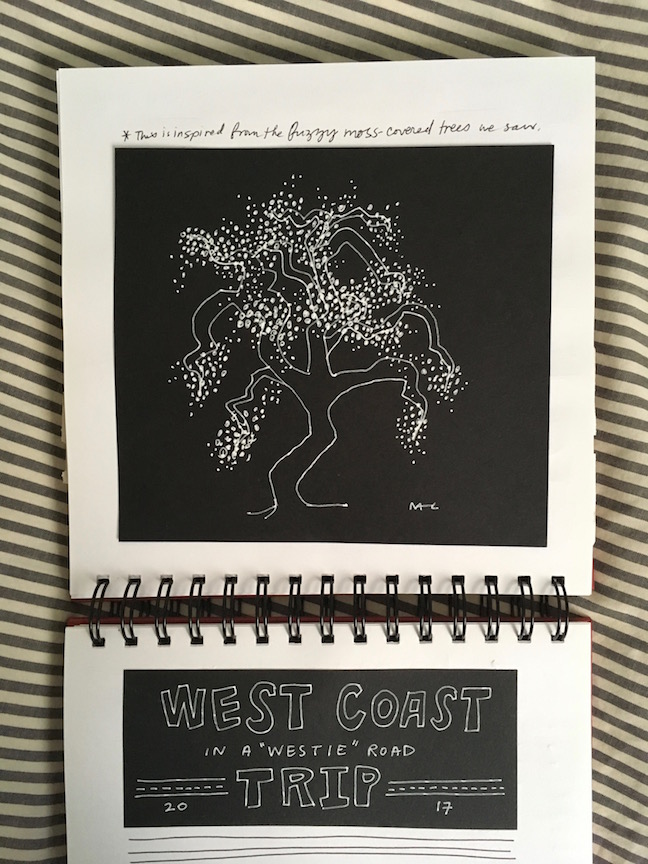 * This is inspired from the fuzzy moss-covered trees we saw.
WEST COAST
IN A "WESTIE" ROAD
TRIP
20 17